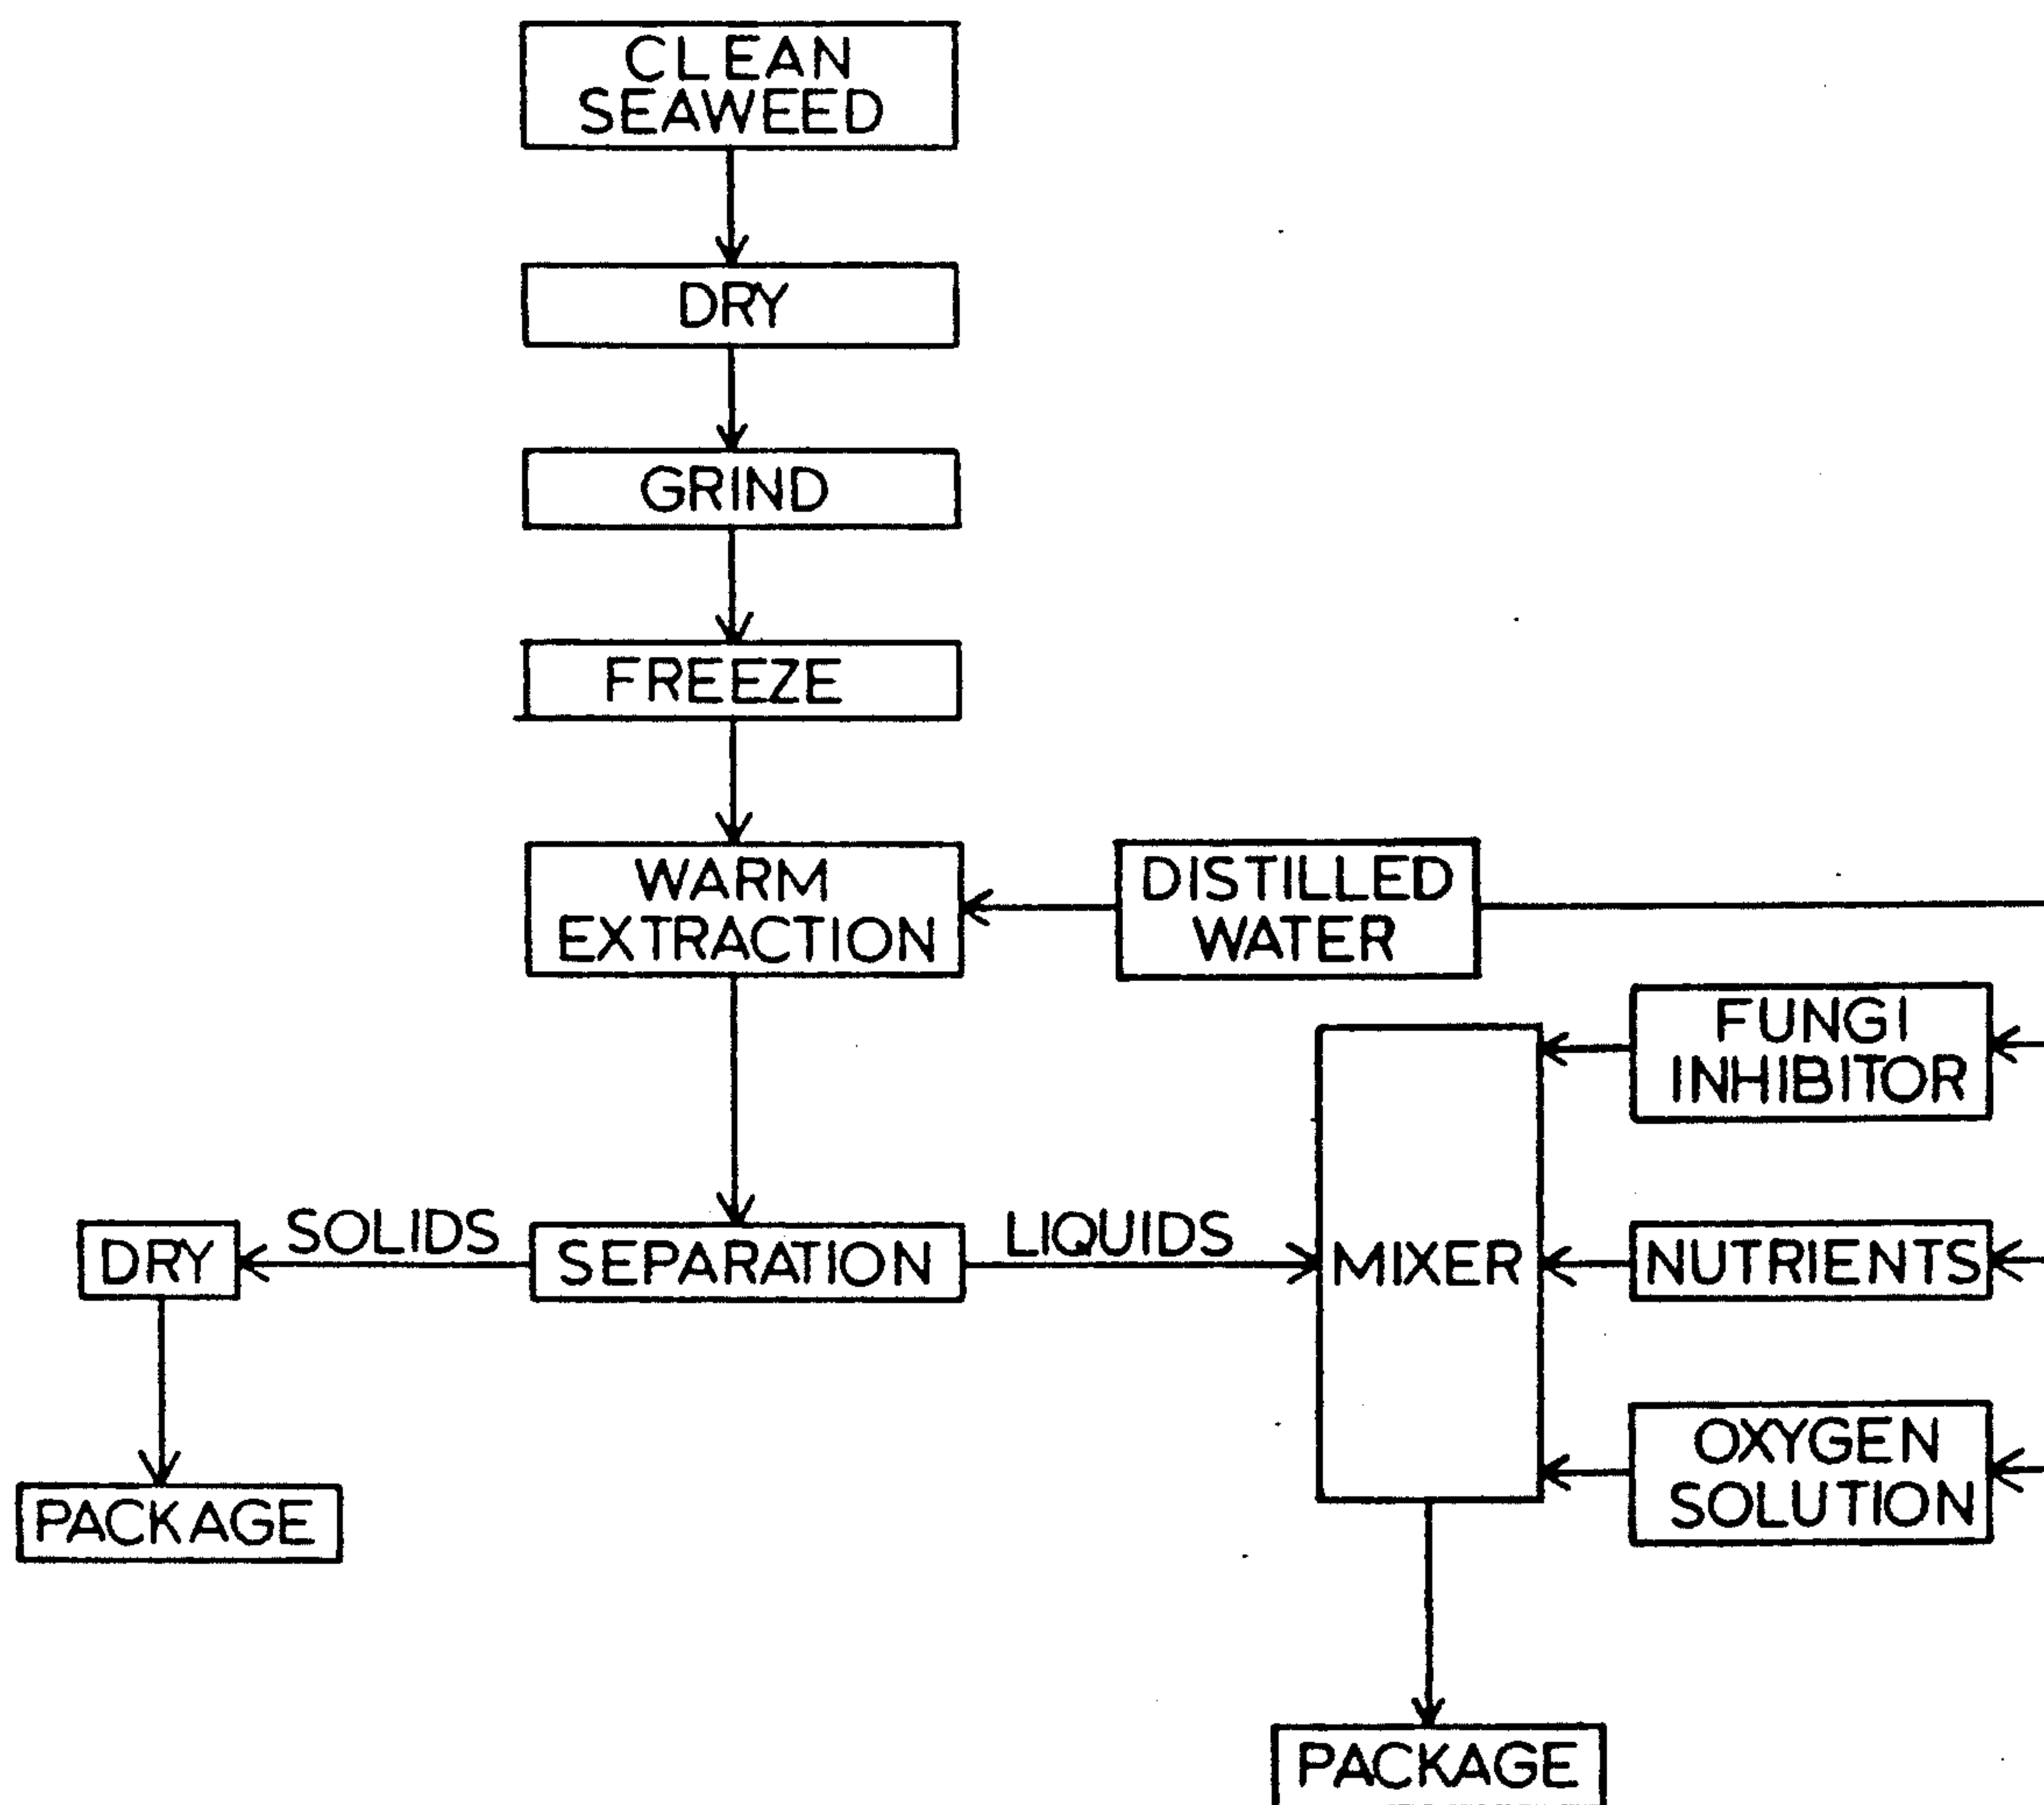 CLEAN
SEAWEED
DRY
GRIND
FREEZE
WARM
EXTRACTION
DISTILLED
WATER
FUNGI
INHIBITOR
DRY
SOLIDS
SEPARATION
LIQUIDS
MIXER
NUTRIENTS
OXYGEN
SOLUTION
PACKAGE
PACKAGE